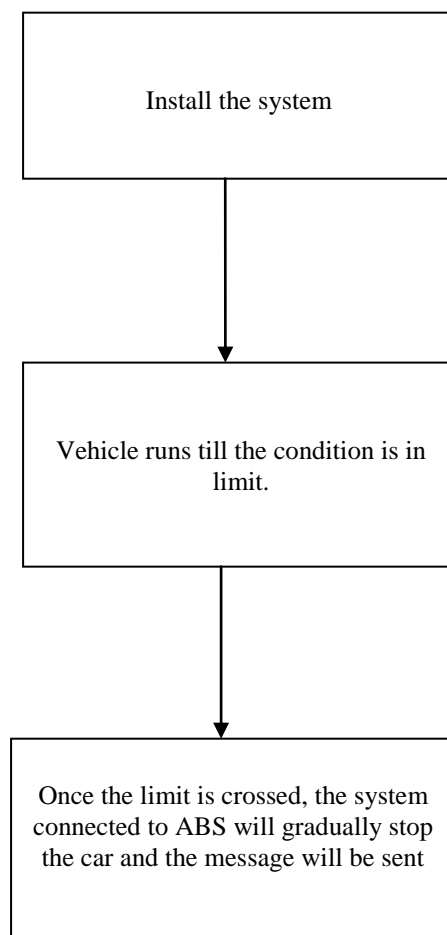 Install the system
Vehicle runs till the condition is in
limit.
Once the limit is crossed, the system
connected to ABS will gradually stop
the car and the message will be sent